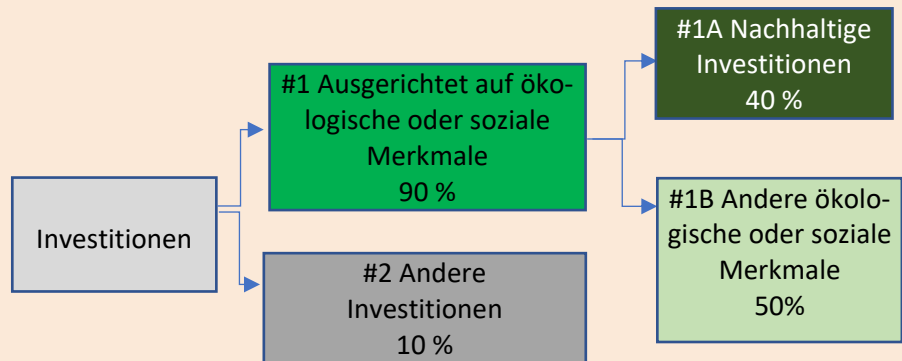 Investitionen
#1 Ausgerichtet auf öko-
logische oder soziale
Merkmale
90 %
#2 Andere
Investitionen
10 %
#1A Nachhaltige
Investitionen
40 %
#1B Andere ökolo-
gische oder soziale
Merkmale
50%